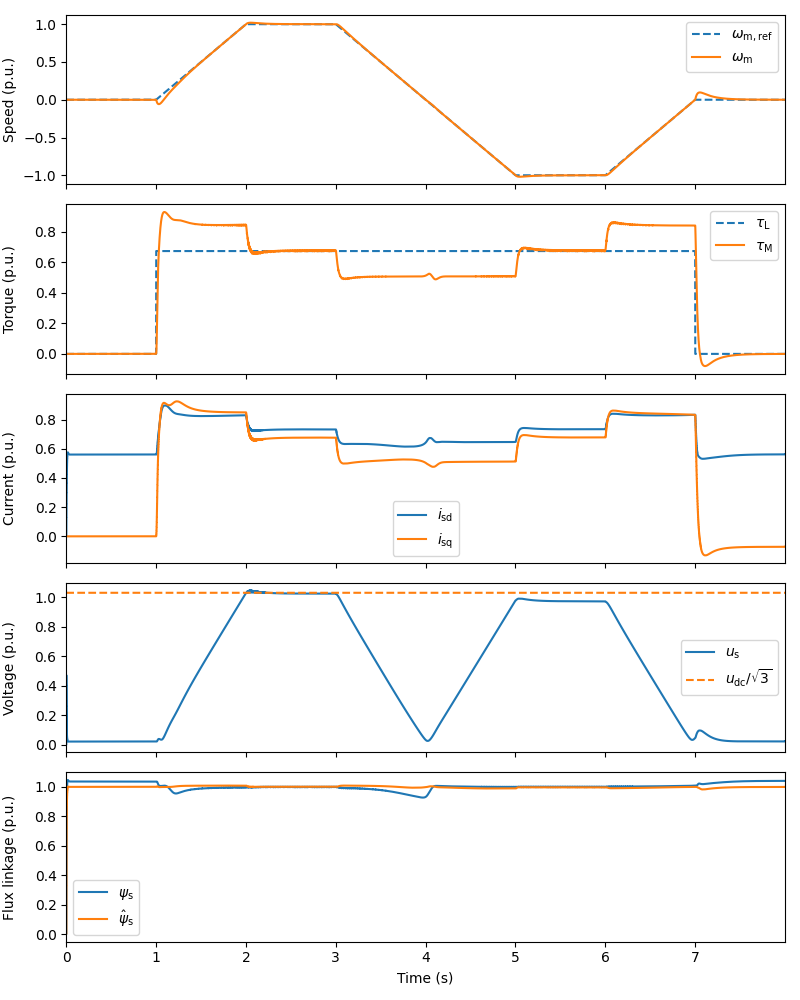 Speed (p.u.)
1.0
0.5
0.0
−0.5
−1.0
ω_m, ref
ω_m
Torque (p.u.)
0.8
0.6
0.4
0.2
0.0
τ_L
τ_M
Current (p.u.)
0.8
0.6
0.4
0.2
0.0
i_sd
i_sq
Voltage (p.u.)
1.0
0.8
0.6
0.4
0.2
0.0
u_s
u_dc/√3
Flux linkage (p.u.)
1.0
0.8
0.6
0.4
0.2
0.0
ψ_s
ψ̂_s
0 1 2 3 4 5 6 7
Time (s)